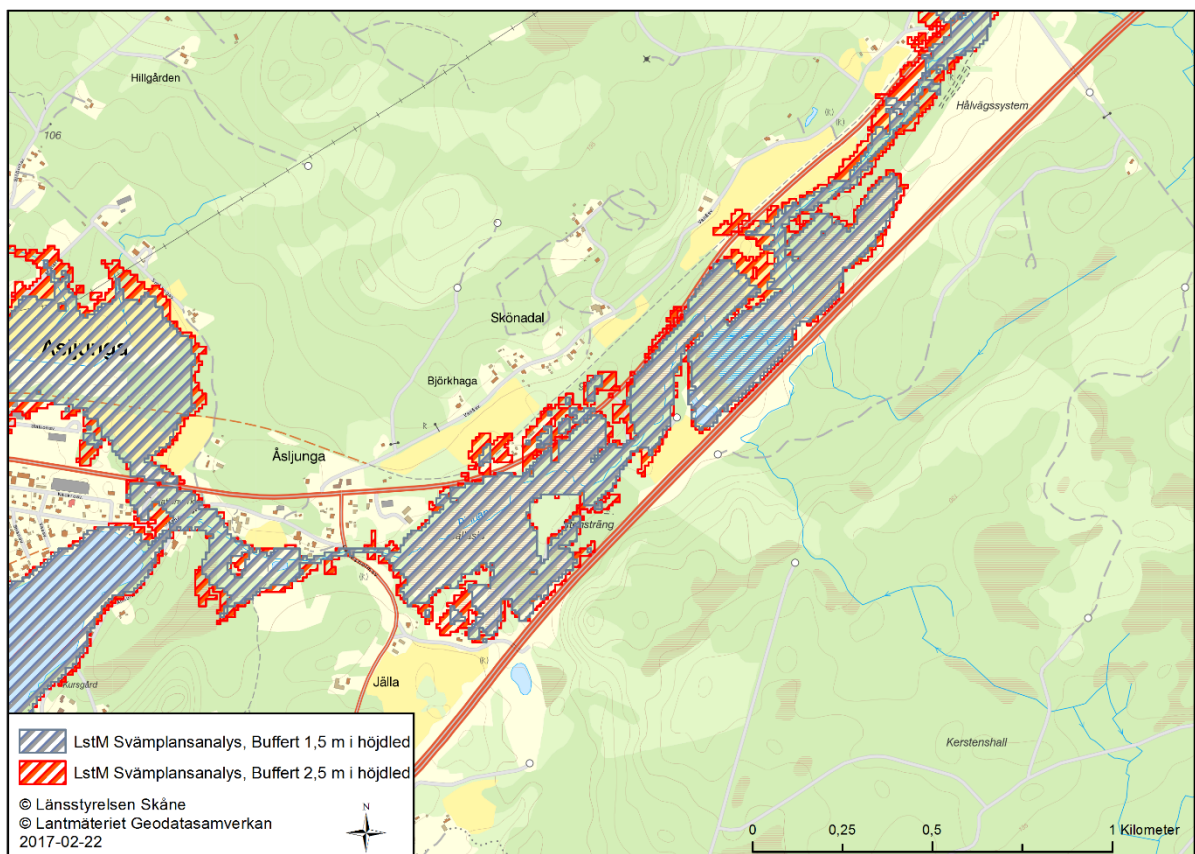 Hillgården
106
Hålvägssystem
Åsljunga
Skönadal
Björkhaga
Åsljunga
Jälla
Kursgård
Kerstenshall
LstM Svämplansanalys, Buffert 1,5 m i höjdled
LstM Svämplansanalys, Buffert 2,5 m i höjdled
© Länsstyrelsen Skåne
© Lantmäteriet Geodatasamverkan
2017-02-22
N
0 0,25 0,5 1 Kilometer